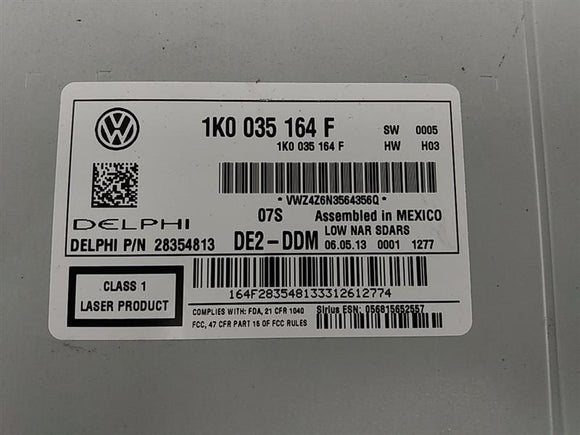 1K0 035 164 F SW 0005
1K0 035 164 F HW H03
* VWZ4Z6N3564356Q *
07S Assembled in MEXICO
DELPHI LOW NAR SDARS
DELPHI P/N 28354813 DE2-DDM 06.05.13 0001 1277
CLASS 1
LASER PRODUCT
164F283548133312612774
COMPLIES WITH: FDA, 21 CFR 1040
FCC, 47 CFR PART 15 OF FCC RULES
Sirius ESN: 056815652557